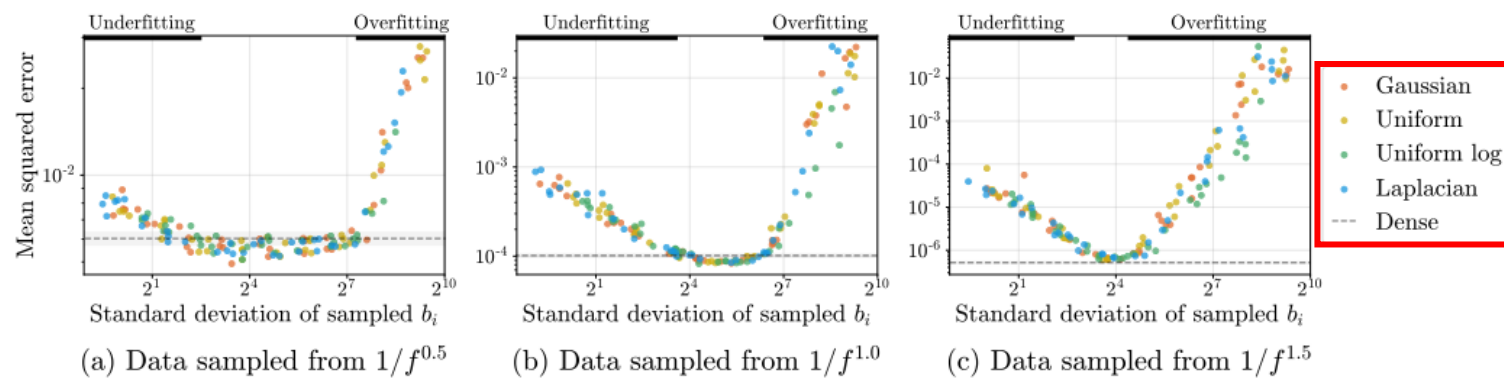 Underfitting Overfitting Underfitting Overfitting Underfitting Overfitting
Mean squared error
10^{-2}
2^1 2^4 2^7 2^{10}
Standard deviation of sampled b_i
(a) Data sampled from 1/f^{0.5}
10^{-2}
10^{-3}
10^{-4}
2^1 2^4 2^7 2^{10}
Standard deviation of sampled b_i
(b) Data sampled from 1/f^{1.0}
10^{-2}
10^{-3}
10^{-4}
10^{-5}
10^{-6}
2^1 2^4 2^7 2^{10}
Standard deviation of sampled b_i
(c) Data sampled from 1/f^{1.5}
Gaussian
Uniform
Uniform log
Laplacian
Dense